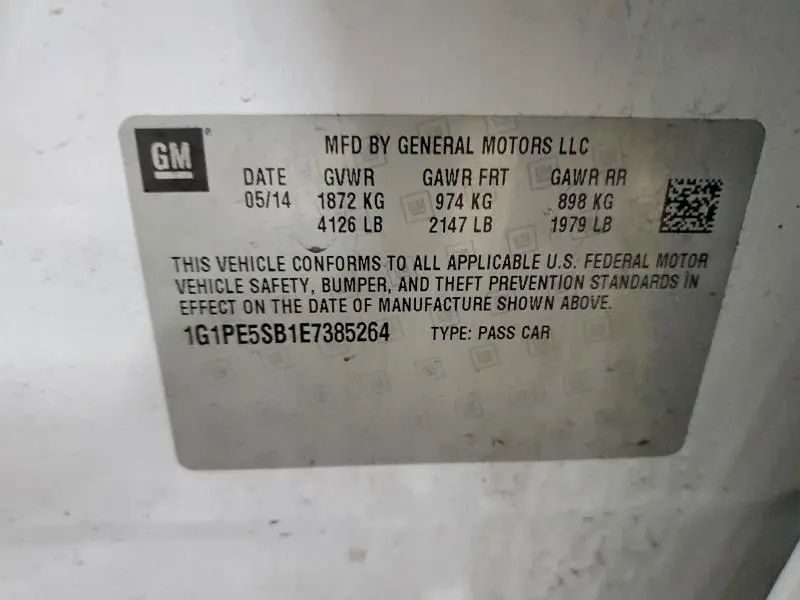 GM
MFD BY GENERAL MOTORS LLC
DATE GVWR GAWR FRT GAWR RR
05/14 1872 KG 974 KG 898 KG
4126 LB 2147 LB 1979 LB
THIS VEHICLE CONFORMS TO ALL APPLICABLE U.S. FEDERAL MOTOR
VEHICLE SAFETY, BUMPER, AND THEFT PREVENTION STANDARDS IN
EFFECT ON THE DATE OF MANUFACTURE SHOWN ABOVE.
1G1PE5SB1E7385264 TYPE: PASS CAR